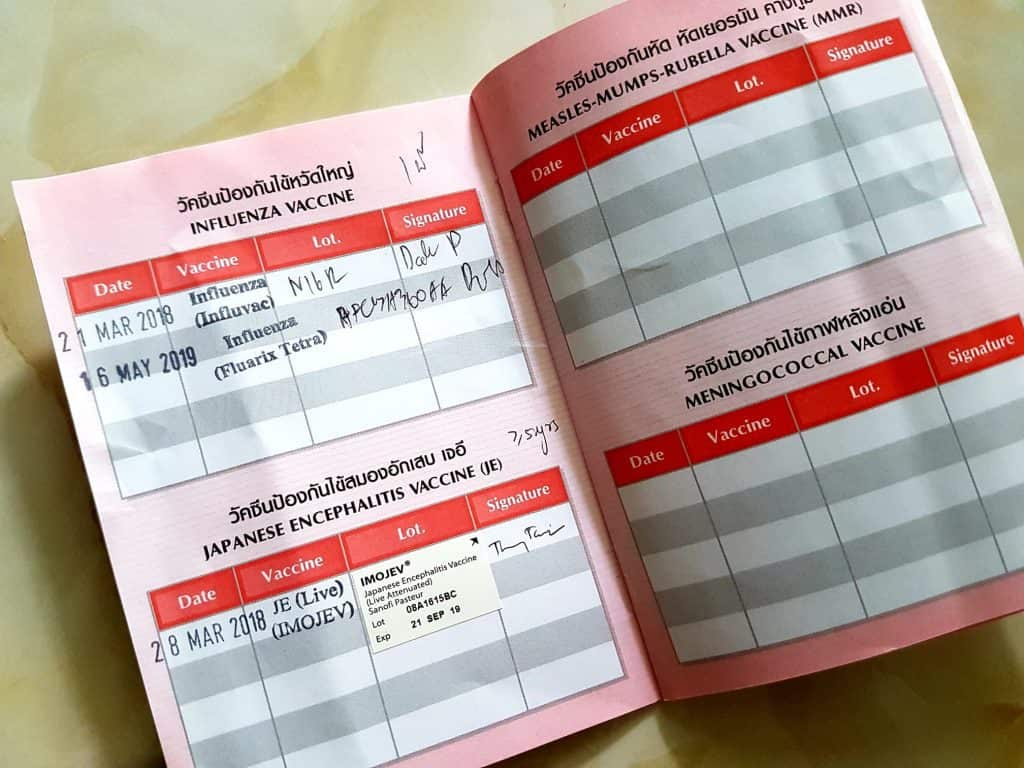 วัคซีนป้องกันไข้หวัดใหญ่
INFLUENZA VACCINE
1 ปี
Date Vaccine Lot. Signature
21 MAR 2018 Influenza (Influvac) N16R
16 MAY 2019 Influenza (Fluarix Tetra)
วัคซีนป้องกันไข้สมองอักเสบ เจอี
JAPANESE ENCEPHALITIS VACCINE (JE)
Date Vaccine Lot. Signature
28 MAR 2018 JE (Live) (IMOJEV)
IMOJEV®
Japanese Encephalitis Vaccine
(Live Attenuated)
Sanofi Pasteur
Lot 08A1615BC
Exp 21 SEP 19
วัคซีนป้องกันหัด หัดเยอรมัน คางทูม
MEASLES-MUMPS-RUBELLA VACCINE (MMR)
Date Vaccine Lot. Signature
วัคซีนป้องกันไข้กาฬหลังแอ่น
MENINGOCOCCAL VACCINE
Date Vaccine Lot. Signature